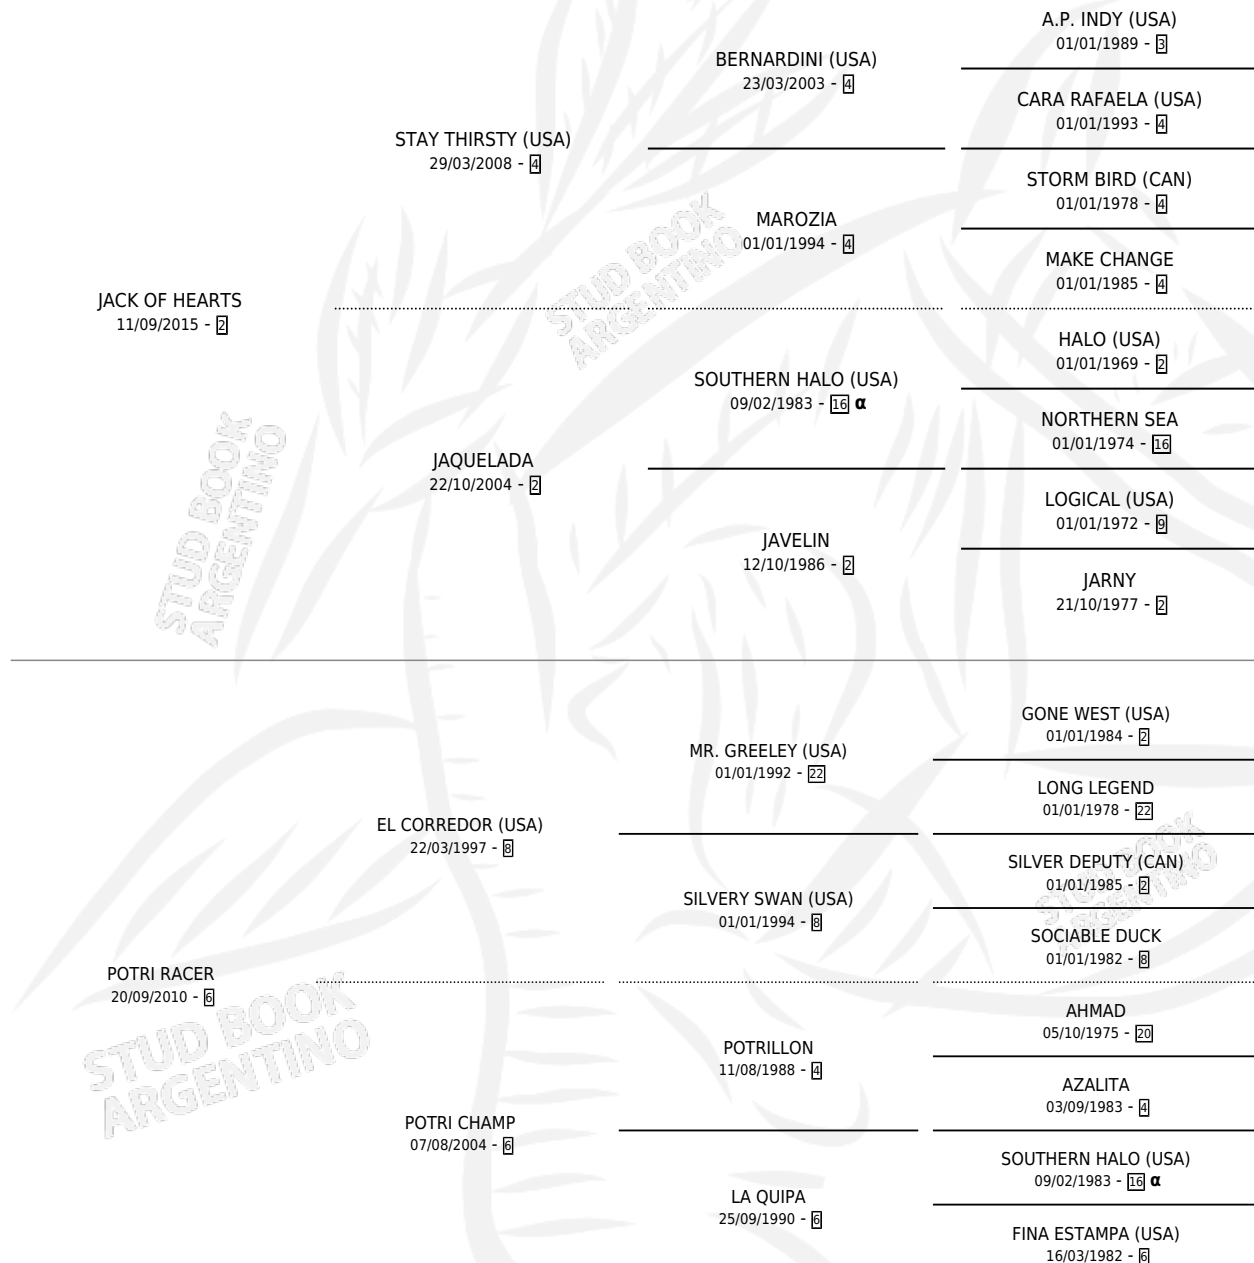 A.P. INDY (USA)
01/01/1989 - 3
BERNARDINI (USA)
23/03/2003 - 4
CARA RAFAELA (USA)
01/01/1993 - 4
STAY THIRSTY (USA)
29/03/2008 - 4
STORM BIRD (CAN)
01/01/1978 - 4
MAROZIA
01/01/1994 - 4
MAKE CHANGE
01/01/1985 - 4
JACK OF HEARTS
11/09/2015 - 2
HALO (USA)
01/01/1969 - 2
SOUTHERN HALO (USA)
09/02/1983 - 16 α
NORTHERN SEA
01/01/1974 - 16
JAQUELADA
22/10/2004 - 2
LOGICAL (USA)
01/01/1972 - 9
JAVELIN
12/10/1986 - 2
JARNY
21/10/1977 - 2
GONE WEST (USA)
01/01/1984 - 2
MR. GREELEY (USA)
01/01/1992 - 22
LONG LEGEND
01/01/1978 - 22
EL CORREDOR (USA)
22/03/1997 - 8
SILVER DEPUTY (CAN)
01/01/1985 - 2
SILVERY SWAN (USA)
01/01/1994 - 8
SOCIABLE DUCK
01/01/1982 - 8
POTRI RACER
20/09/2010 - 6
AHMAD
05/10/1975 - 20
POTRILLON
11/08/1988 - 4
AZALITA
03/09/1983 - 4
POTRI CHAMP
07/08/2004 - 6
SOUTHERN HALO (USA)
09/02/1983 - 16 α
LA QUIPA
25/09/1990 - 6
FINA ESTAMPA (USA)
16/03/1982 - 6
STUD BOOK
ARGENTINO
STUD BOOK
ARGENTINO
STUD BOOK
ARGENTINO
STUD BOOK
ARGENTINO